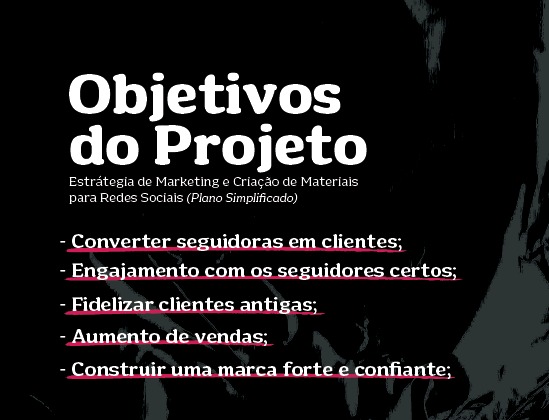 Objetivos
do Projeto
Estrátegia de Marketing e Criação de Materiais
para Redes Sociais (Plano Simplificado)
- Converter seguidoras em clientes;
- Engajamento com os seguidores certos;
- Fidelizar clientes antigas;
- Aumento de vendas;
- Construir uma marca forte e confiante;